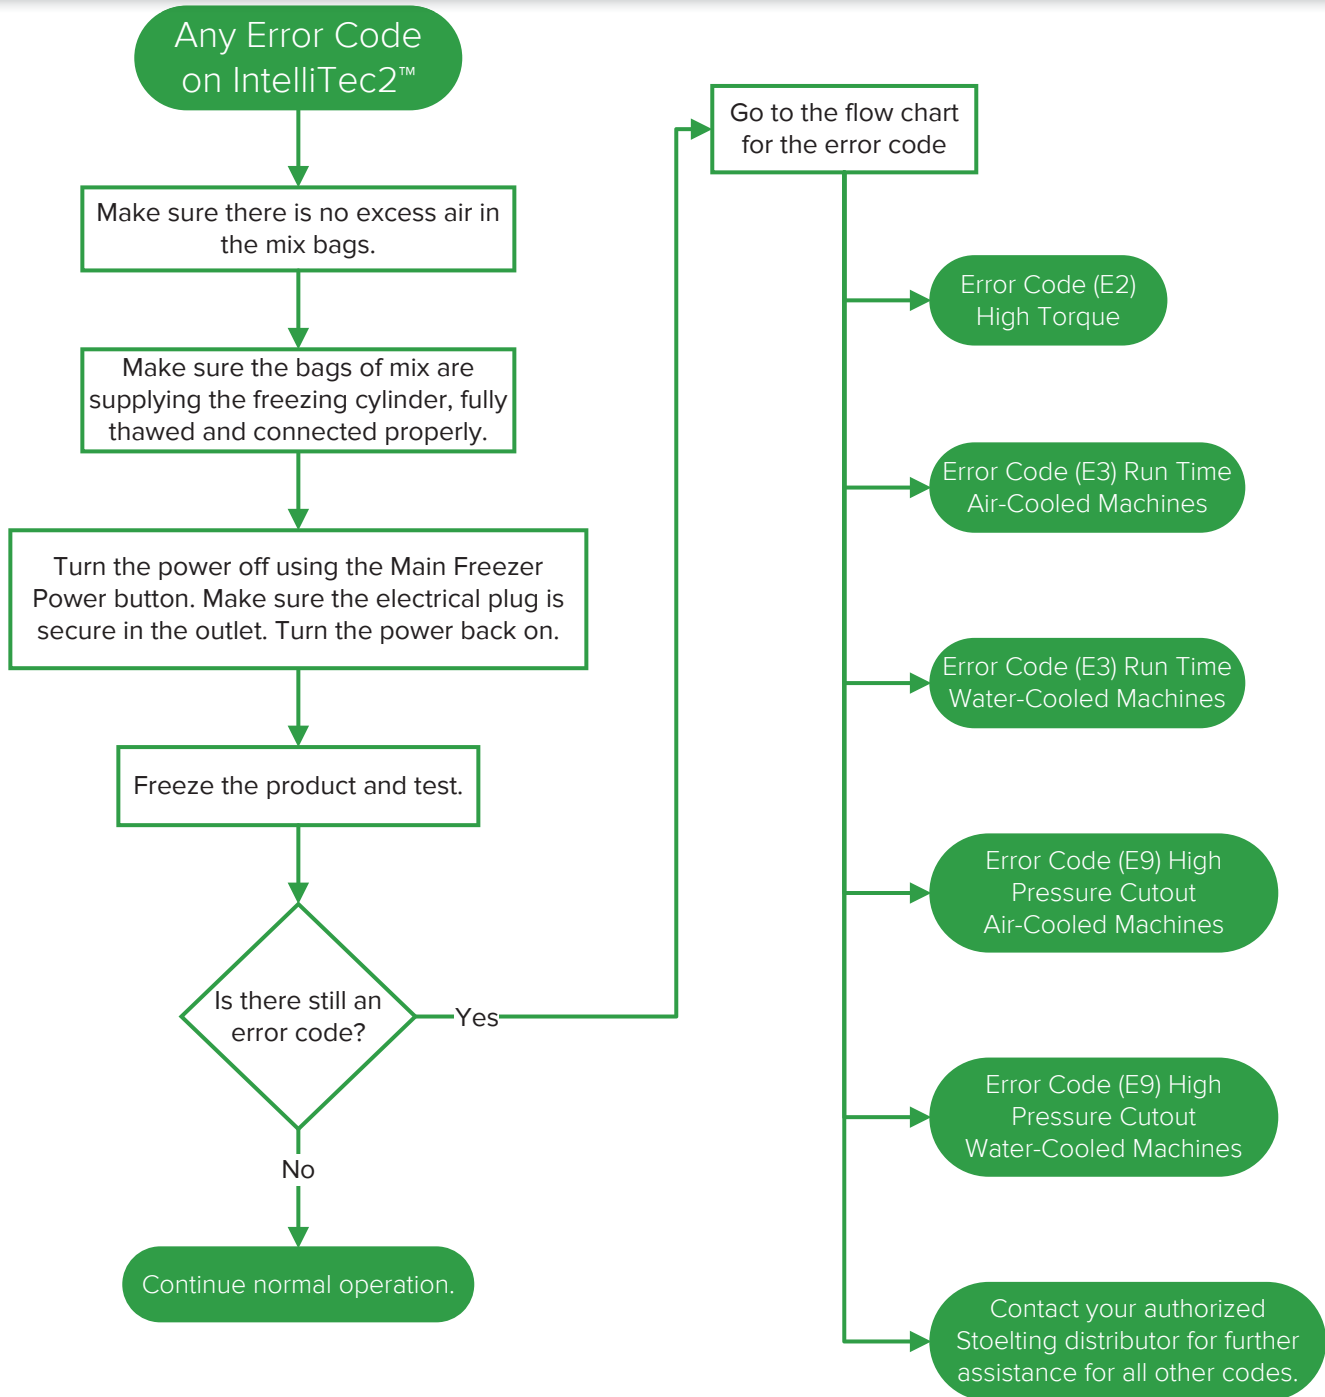 Any Error Code
on IntelliTec2™
Make sure there is no excess air in
the mix bags.
Make sure the bags of mix are
supplying the freezing cylinder, fully
thawed and connected properly.
Turn the power off using the Main Freezer
Power button. Make sure the electrical plug is
secure in the outlet. Turn the power back on.
Freeze the product and test.
Is there still an
error code?
Yes
No
Continue normal operation.
Go to the flow chart
for the error code
Error Code (E2)
High Torque
Error Code (E3) Run Time
Air-Cooled Machines
Error Code (E3) Run Time
Water-Cooled Machines
Error Code (E9) High
Pressure Cutout
Air-Cooled Machines
Error Code (E9) High
Pressure Cutout
Water-Cooled Machines
Contact your authorized
Stoelting distributor for further
assistance for all other codes.